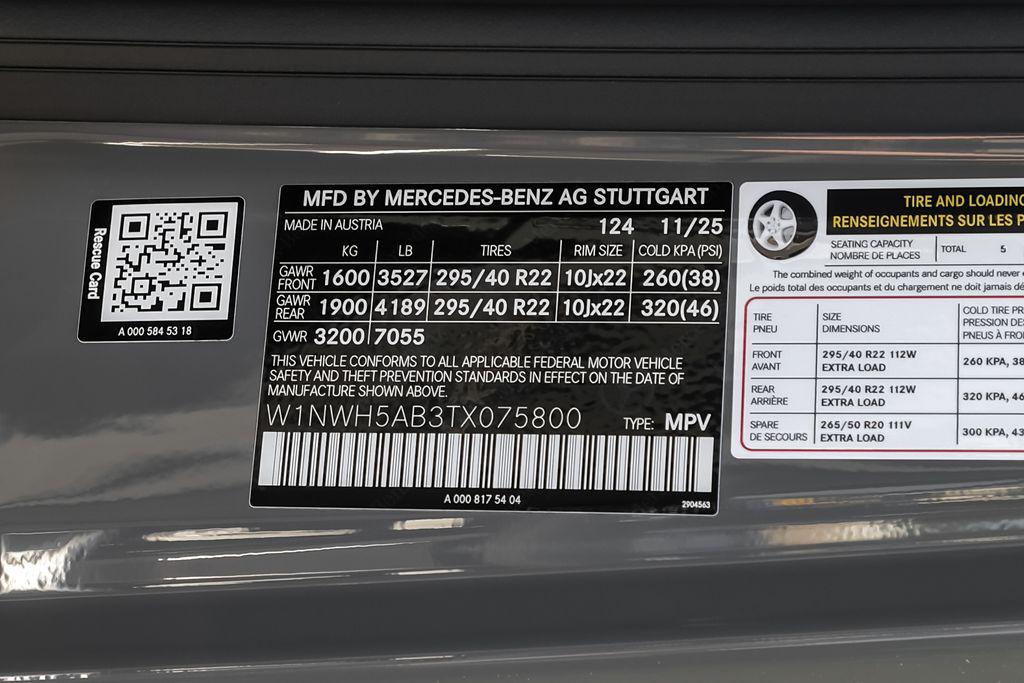 Rescue Card
A 000 584 53 18
MFD BY MERCEDES-BENZ AG STUTTGART
MADE IN AUSTRIA 124 11/25
KG LB TIRES RIM SIZE COLD KPA(PSI)
GAWR FRONT 1600 3527 295/40 R22 10Jx22 260(38)
GAWR REAR 1900 4189 295/40 R22 10Jx22 320(46)
GVWR 3200 7055
THIS VEHICLE CONFORMS TO ALL APPLICABLE FEDERAL MOTOR VEHICLE
SAFETY AND THEFT PREVENTION STANDARDS IN EFFECT ON THE DATE OF
MANUFACTURE SHOWN ABOVE.
W1NWH5AB3TX075800 TYPE: MPV
A 000 817 54 04
2904563
TIRE AND LOADING
RENSEIGNEMENTS SUR LES P
SEATING CAPACITY
NOMBRE DE PLACES
TOTAL 5
The combined weight of occupants and cargo should never e
Le poids total des occupants et du chargement ne doit jamais dé
TIRE
PNEU
SIZE
DIMENSIONS
COLD TIRE PR
PRESSION DES
PNEUS À FROI
FRONT
AVANT
295/40 R22 112W
EXTRA LOAD
260 KPA, 38
REAR
ARRIÈRE
295/40 R22 112W
EXTRA LOAD
320 KPA, 46
SPARE
DE SECOURS
265/50 R20 111V
EXTRA LOAD
300 KPA, 43